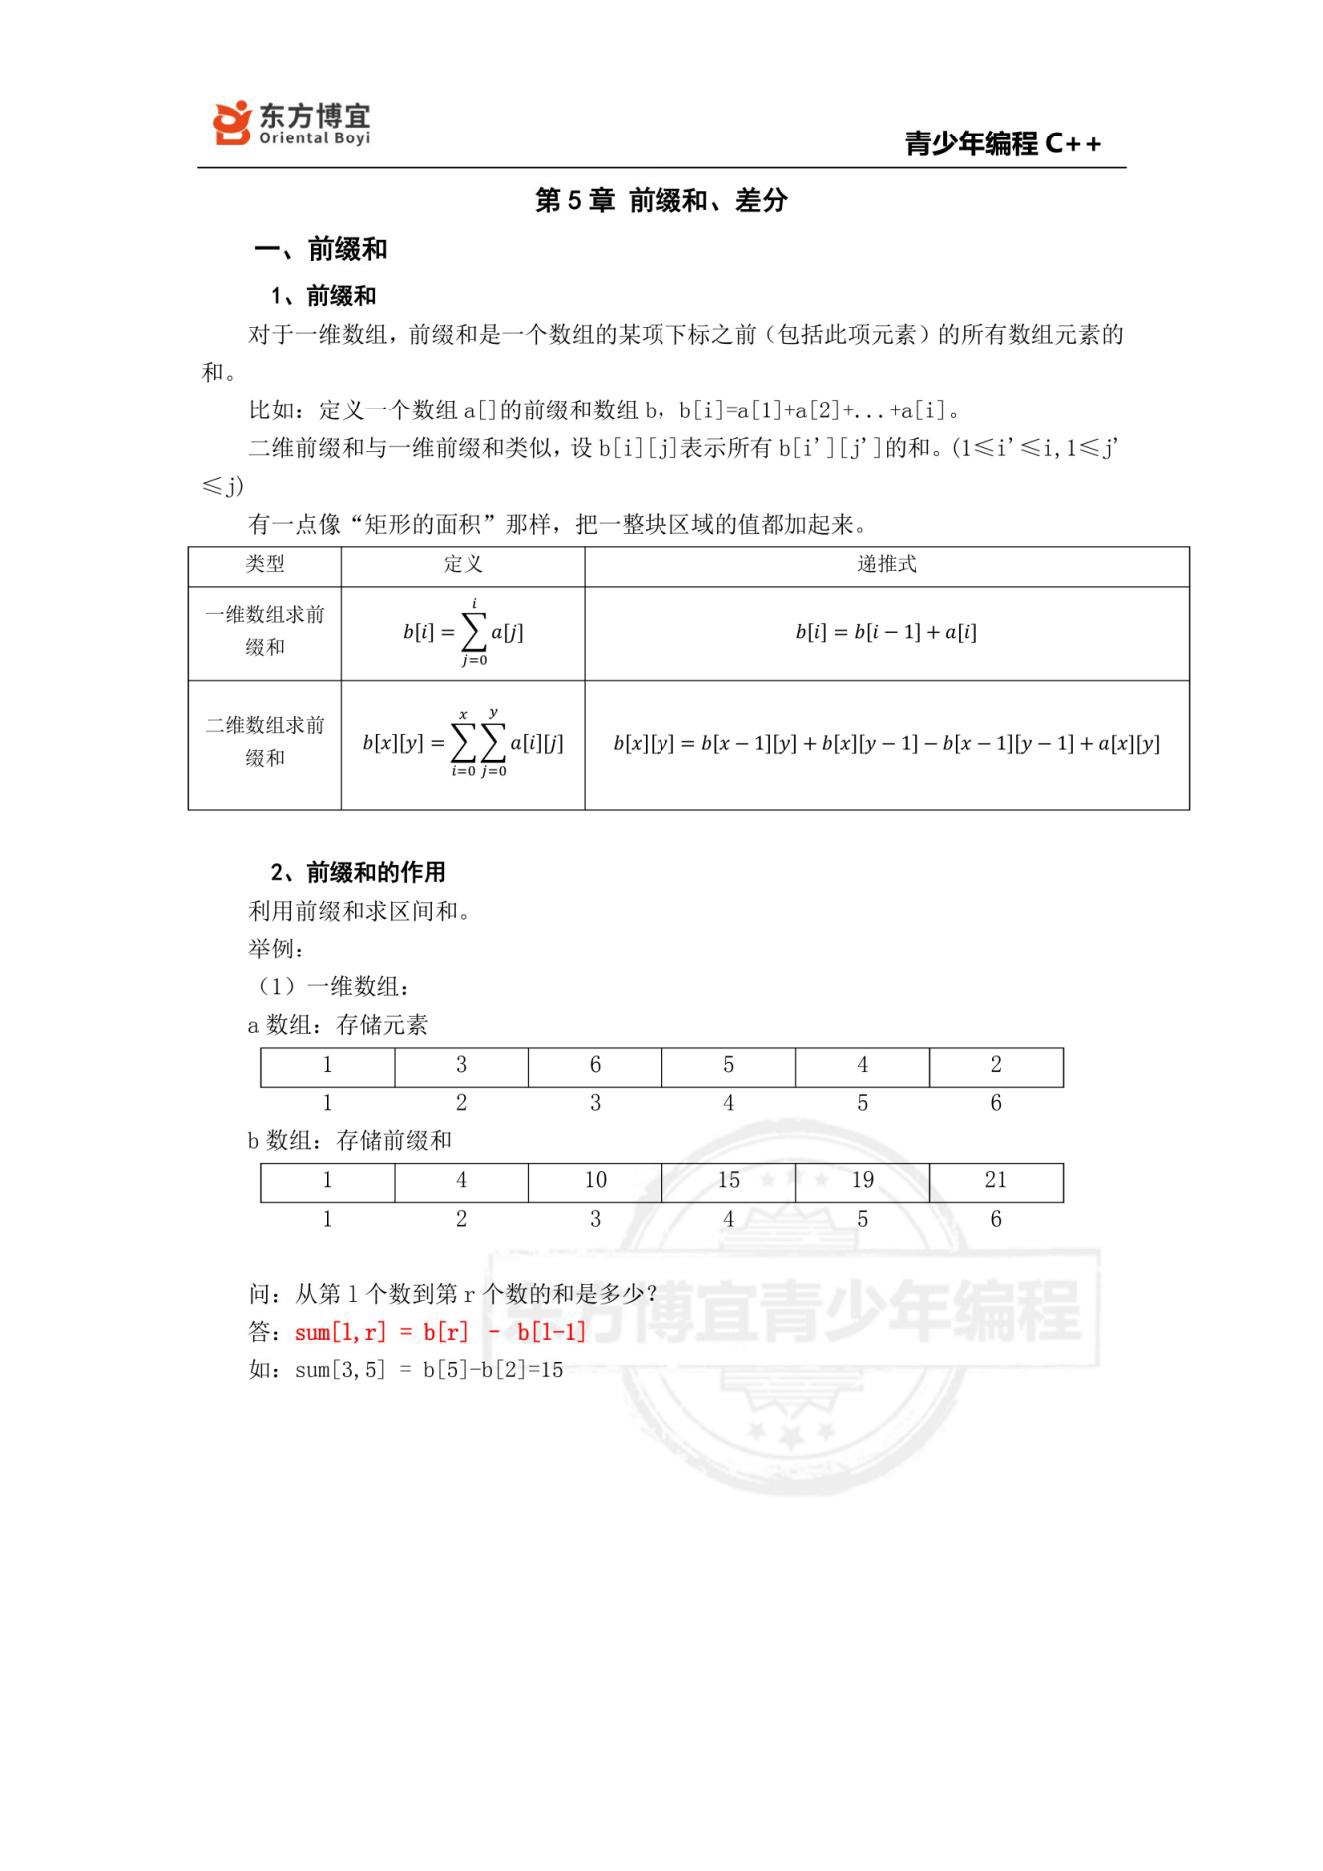 东方博宜
Oriental Boyi
青少年编程 C++
第 5 章 前缀和、差分
一、前缀和
1、前缀和
对于一维数组，前缀和是一个数组的某项下标之前（包括此项元素）的所有数组元素的
和。
比如：定义一个数组 a[]的前缀和数组 b，b[i]=a[1]+a[2]+...+a[i]。
二维前缀和与一维前缀和类似，设 b[i][j]表示所有 b[i'][j']的和。(1≤i'≤i,1≤j'
≤j)
有一点像“矩形的面积”那样，把一整块区域的值都加起来。
类型 定义 递推式
一维数组求前
缀和
b[i] = ∑_{j=0}^{i} a[j] b[i] = b[i − 1] + a[i]
二维数组求前
缀和
b[x][y] = ∑_{i=0}^{x} ∑_{j=0}^{y} a[i][j] b[x][y] = b[x − 1][y] + b[x][y − 1] − b[x − 1][y − 1] + a[x][y]
2、前缀和的作用
利用前缀和求区间和。
举例：
（1）一维数组：
a 数组：存储元素
1 3 6 5 4 2
1 2 3 4 5 6
b 数组：存储前缀和
1 4 10 15 19 21
1 2 3 4 5 6
问：从第 l 个数到第 r 个数的和是多少？
答：sum[l,r] = b[r] - b[l-1]
如：sum[3,5] = b[5]-b[2]=15
东方博宜青少年编程